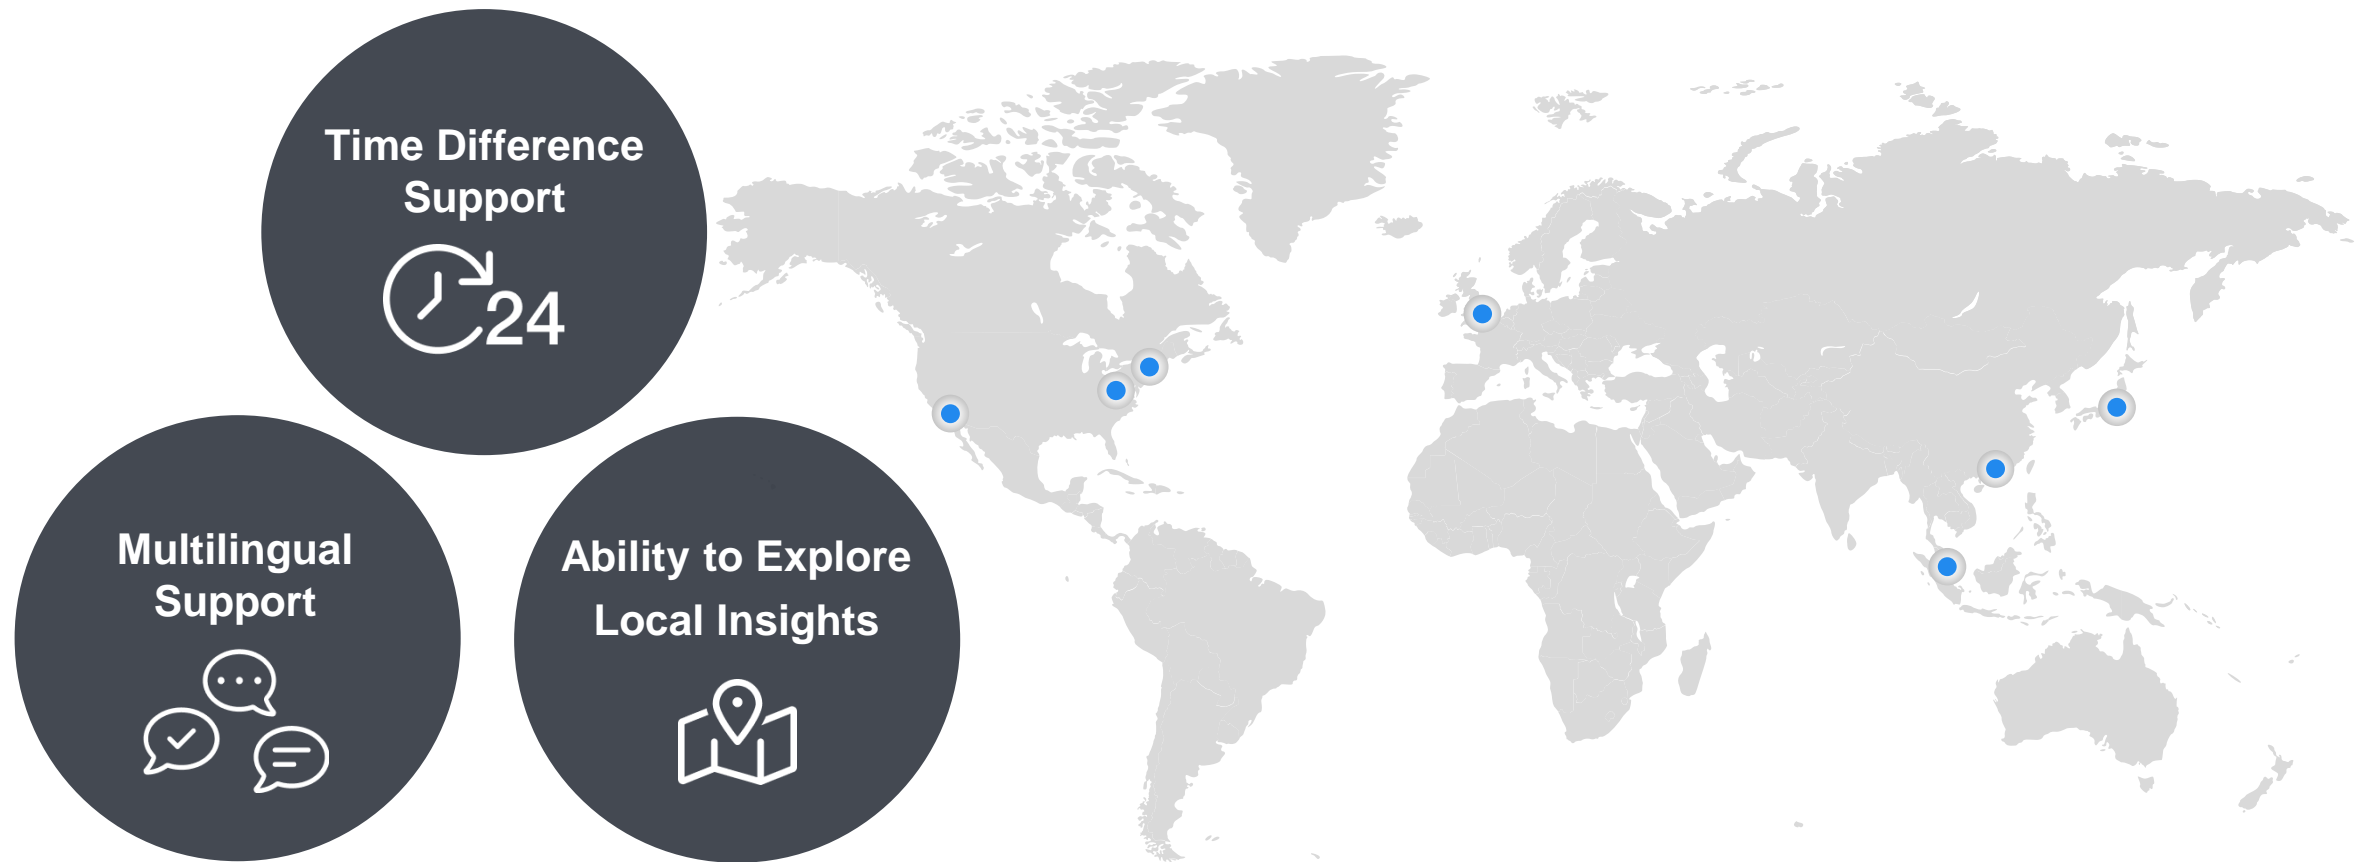 Time Difference
Support
24
Multilingual
Support
Ability to Explore
Local Insights